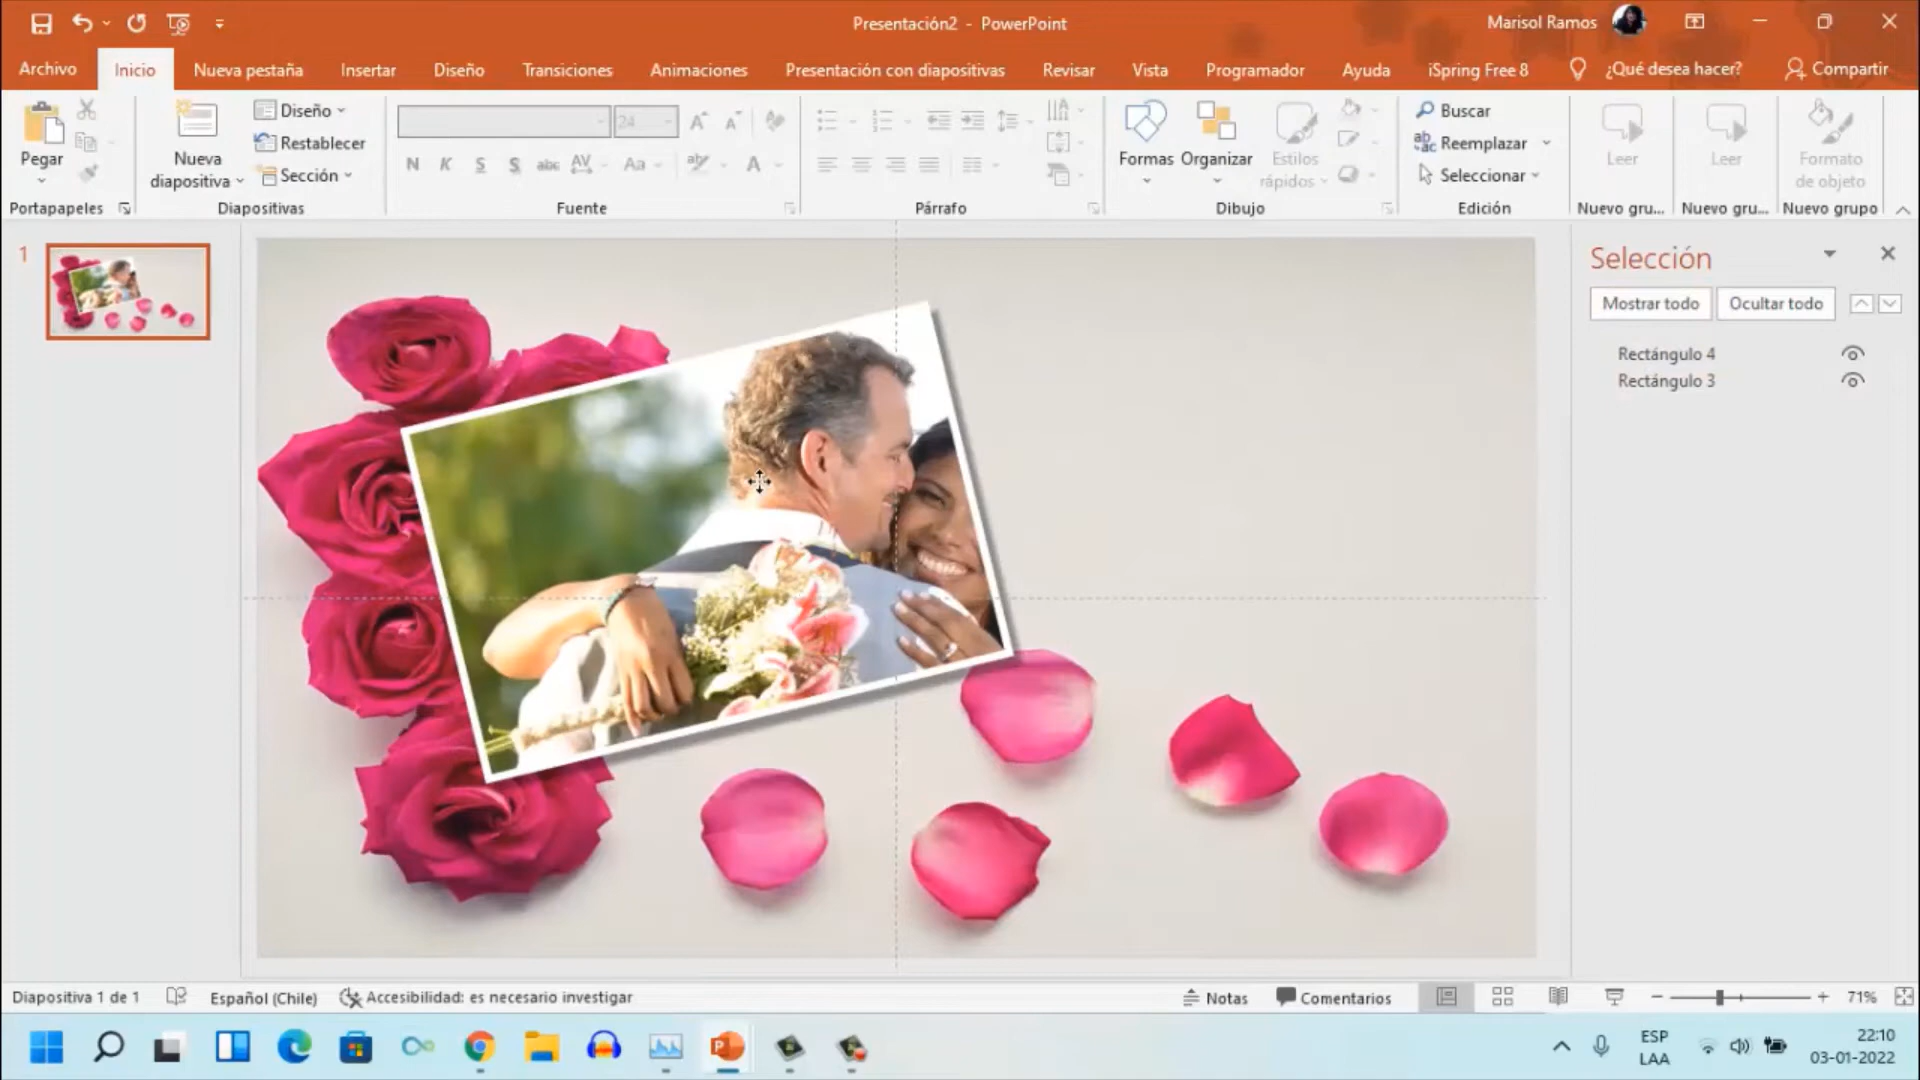 Presentación2 - PowerPoint
Marisol Ramos
Archivo
Inicio
Nueva pestaña
Insertar
Diseño
Transiciones
Animaciones
Presentación con diapositivas
Revisar
Vista
Programador
Ayuda
iSpring Free 8
¿Qué desea hacer?
Compartir
Pegar
Portapapeles
Nueva
diapositiva
Diseño
Restablecer
Sección
Diapositivas
24
N K S S abc AV Aa A
Fuente
Párrafo
Formas
Organizar
Estilos
rápidos
Dibujo
Buscar
Reemplazar
Seleccionar
Edición
Leer
Nuevo gru...
Leer
Nuevo gru...
Formato
de objeto
Nuevo grupo
1
Selección
Mostrar todo
Ocultar todo
Rectángulo 4
Rectángulo 3
Diapositiva 1 de 1
Español (Chile)
Accesibilidad: es necesario investigar
Notas
Comentarios
71%
ESP
LAA
22:10
03-01-2022